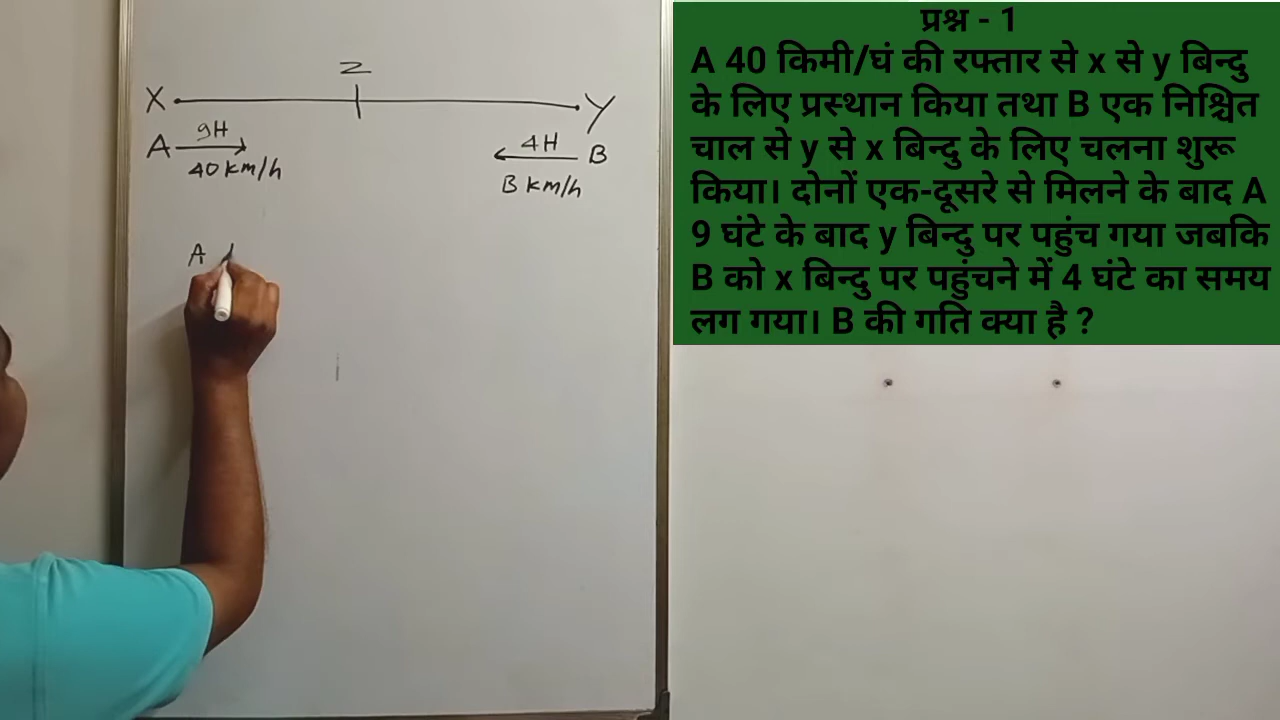 प्रश्न - 1
A 40 किमी/घं की रफ्तार से x से y बिन्दु
के लिए प्रस्थान किया तथा B एक निश्चित
चाल से y से x बिन्दु के लिए चलना शुरू
किया। दोनों एक-दूसरे से मिलने के बाद A
9 घंटे के बाद y बिन्दु पर पहुंच गया जबकि
B को x बिन्दु पर पहुंचने में 4 घंटे का समय
लग गया। B की गति क्या है ?
Z
X Y
9H 4H
A B
40 km/h B km/h
A